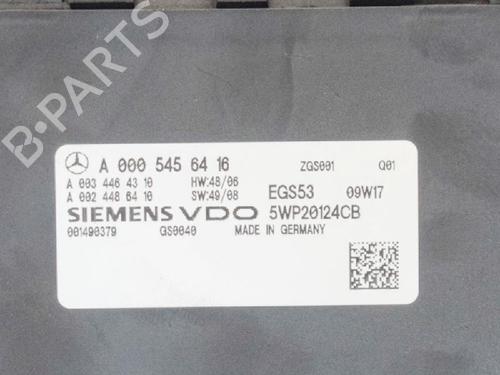 B-PARTS
A 000 545 64 16 ZGS001 Q01
A 003 446 43 10 HW:48/06 EGS53 09W17
A 002 448 64 10 SW:49/08
SIEMENS VDO 5WP20124CB
001490379 GS0040 MADE IN GERMANY